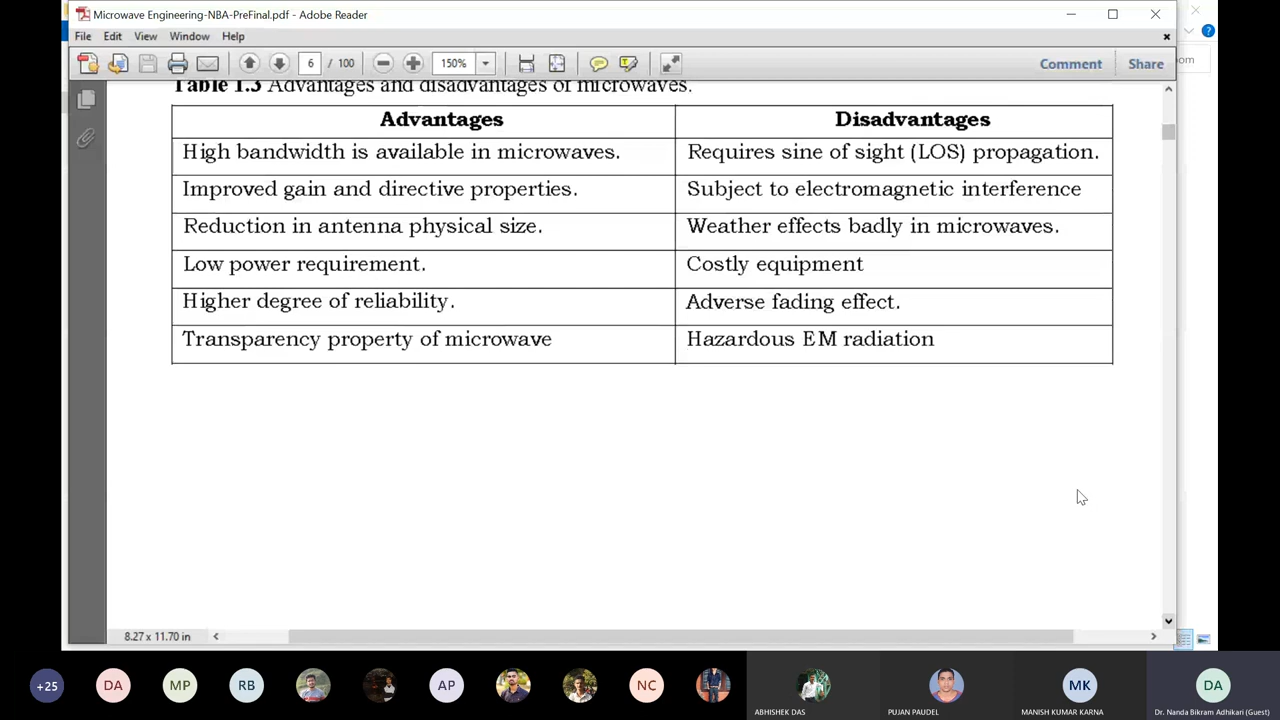 Microwave Engineering-NBA-PreFinal.pdf - Adobe Reader
File Edit View Window Help
6 / 100 150% Comment Share
Table 1.3 Advantages and disadvantages of microwaves.
Advantages Disadvantages
High bandwidth is available in microwaves. Requires sine of sight (LOS) propagation.
Improved gain and directive properties. Subject to electromagnetic interference
Reduction in antenna physical size. Weather effects badly in microwaves.
Low power requirement. Costly equipment
Higher degree of reliability. Adverse fading effect.
Transparency property of microwave Hazardous EM radiation
8.27 x 11.70 in
+25 DA MP RB AP NC MK DA
ABHISHEK DAS PUJAN PAUDEL MANISH KUMAR KARNA Dr. Nanda Bikram Adhikari (Guest)